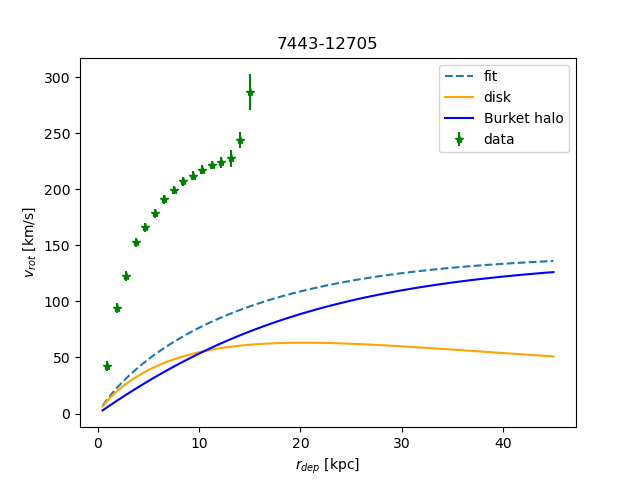 7443-12705
fit
disk
Burket halo
data
300
250
200
150
100
50
0
v_rot [km/s]
0 10 20 30 40
r_dep [kpc]